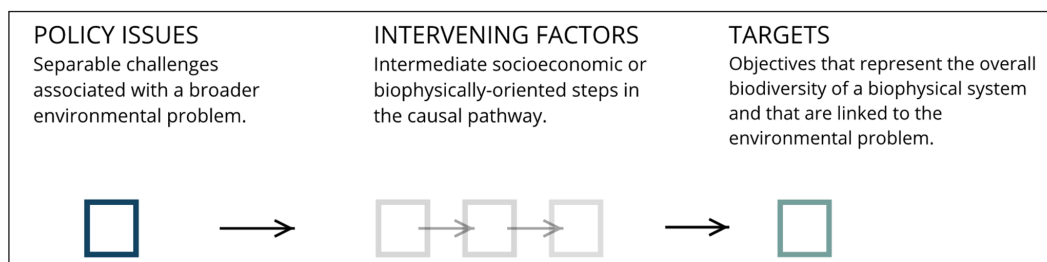 POLICY ISSUES
Separable challenges
associated with a broader
environmental problem.
INTERVENING FACTORS
Intermediate socioeconomic or
biophysically-oriented steps in
the causal pathway.
TARGETS
Objectives that represent the overall
biodiversity of a biophysical system
and that are linked to the
environmental problem.